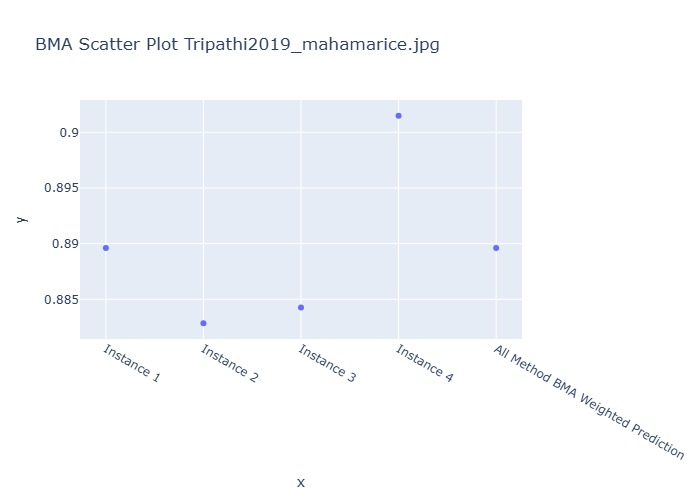 BMA Scatter Plot Tripathi2019_mahamarice.jpg
0.9
0.895
0.89
0.885
y
Instance 1
Instance 2
Instance 3
Instance 4
All Method BMA Weighted Prediction
x